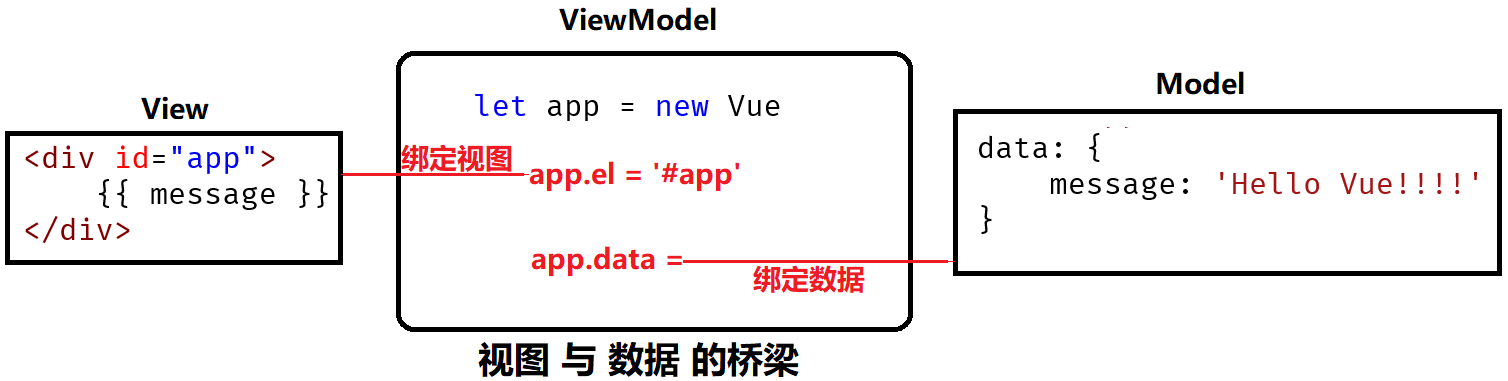 View
<div id="app">
{{ message }}
</div>
绑定视图
ViewModel
let app = new Vue
app.el = '#app'
app.data =
绑定数据
视图 与 数据 的桥梁
Model
data: {
message: 'Hello Vue!!!!'
}